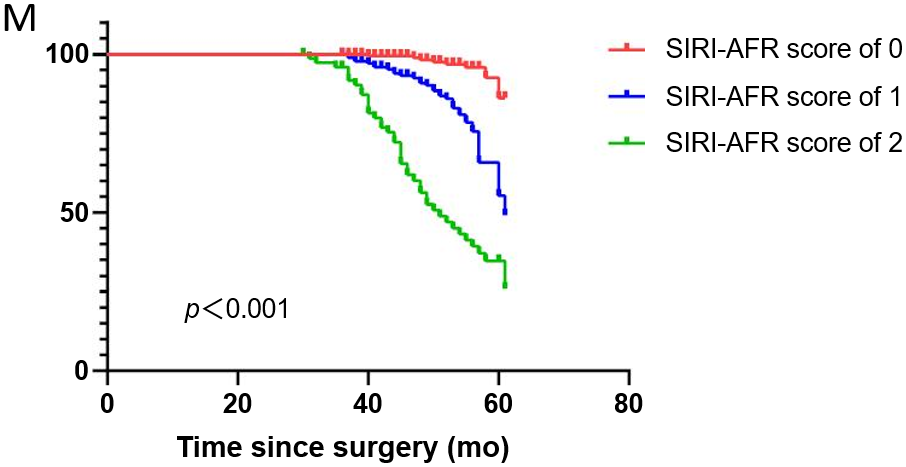 M
100
50
0
0 20 40 60 80
Time since surgery (mo)
p<0.001
SIRI-AFR score of 0
SIRI-AFR score of 1
SIRI-AFR score of 2